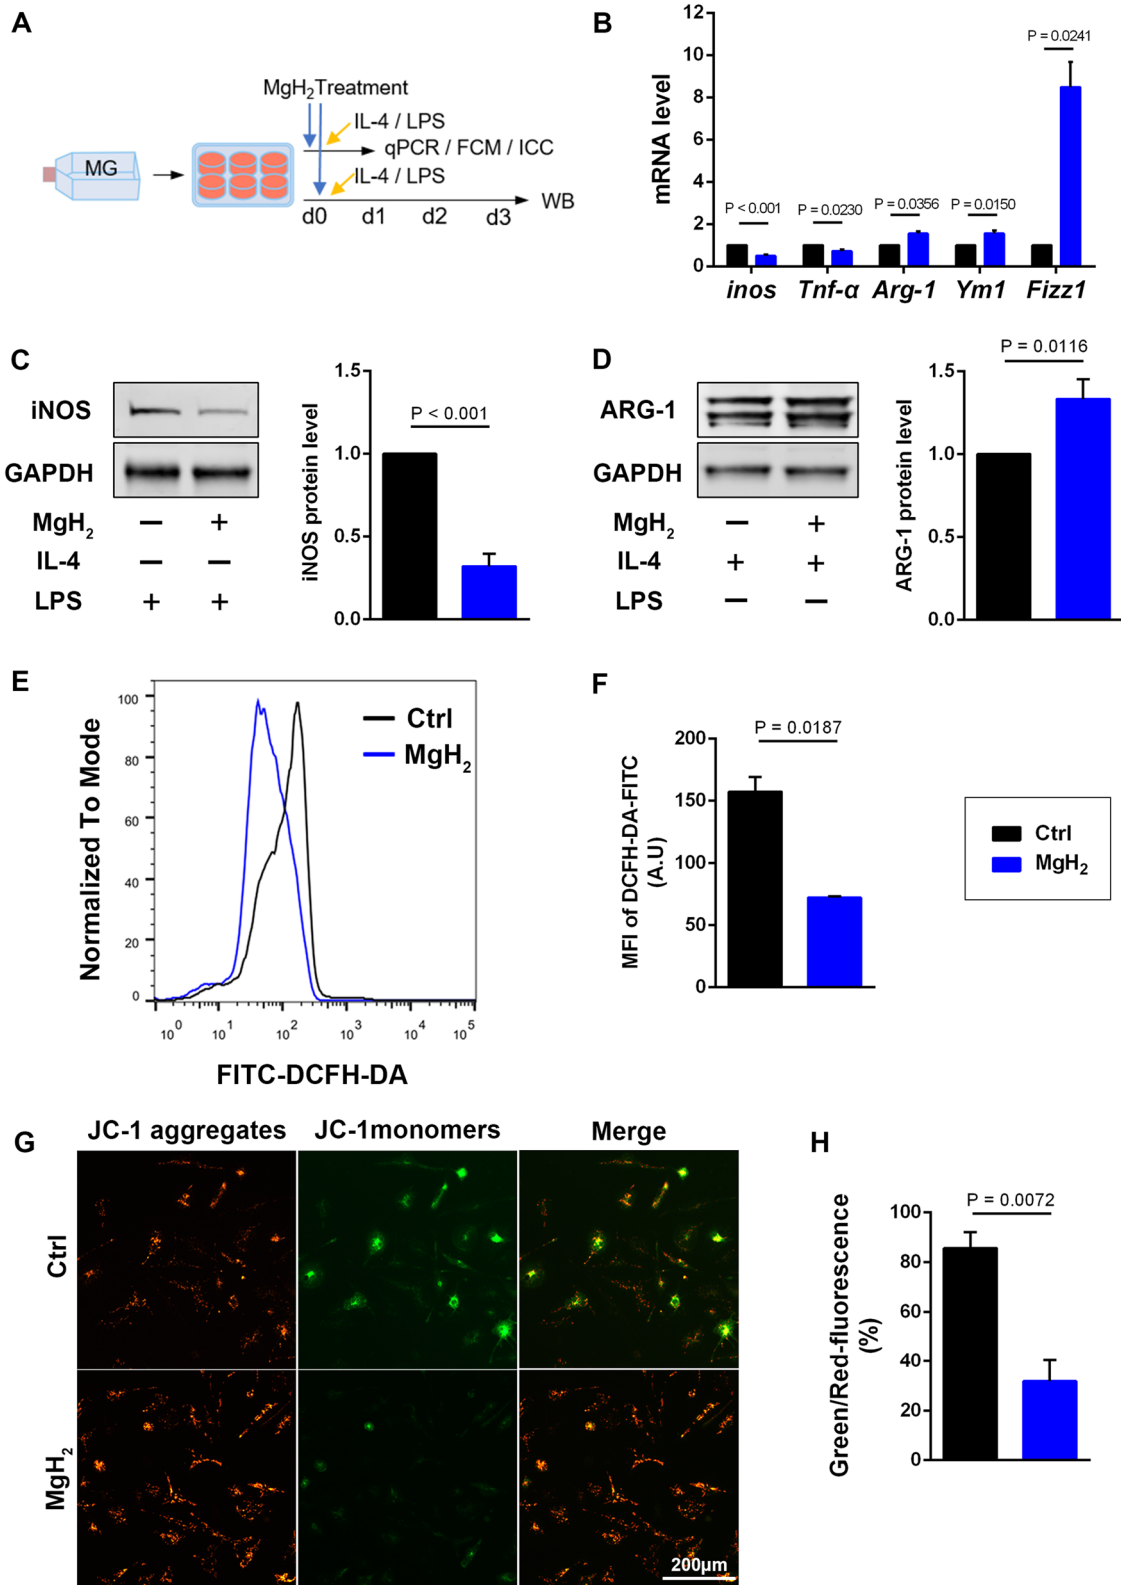 A
MgH2Treatment
IL-4 / LPS
MG
qPCR / FCM / ICC
IL-4 / LPS
WB
d0 d1 d2 d3
B
mRNA level
12
10
8
6
4
2
0
P < 0.001
P = 0.0230
P = 0.0356
P = 0.0150
P = 0.0241
inos Tnf-α Arg-1 Ym1 Fizz1
C
iNOS
GAPDH
MgH2 — +
IL-4 — —
LPS + +
iNOS protein level
1.5
1.0
0.5
0.0
P < 0.001
D
ARG-1
GAPDH
MgH2 — +
IL-4 + +
LPS — —
ARG-1 protein level
1.5
1.0
0.5
0.0
P = 0.0116
E
Normalized To Mode
100
80
60
40
20
0
Ctrl
MgH2
10^0 10^1 10^2 10^3 10^4 10^5
FITC-DCFH-DA
F
MFI of DCFH-DA-FITC
(A.U)
200
150
100
50
0
P = 0.0187
Ctrl
MgH2
G
JC-1 aggregates JC-1monomers Merge
Ctrl
MgH2
200μm
H
Green/Red-fluorescence
(%)
100
80
60
40
20
0
P = 0.0072